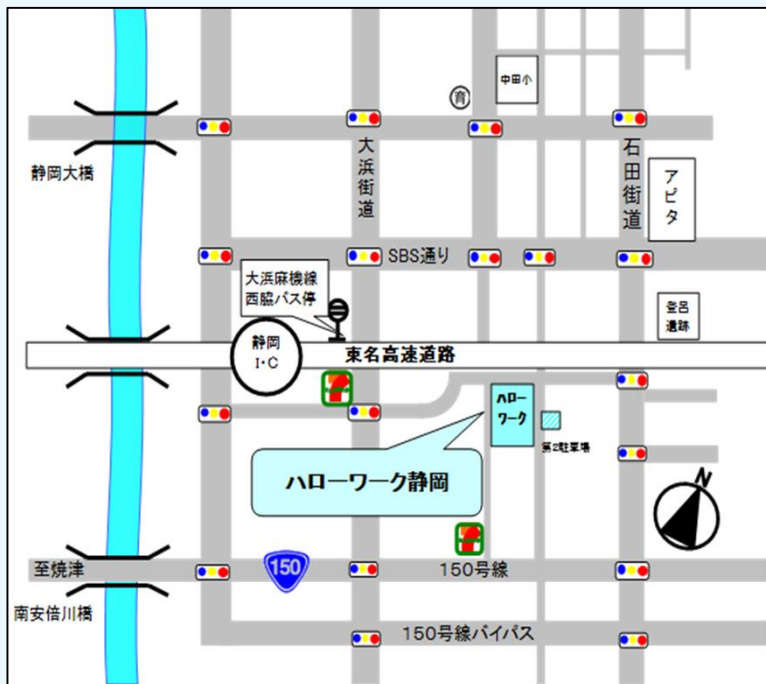 中田小
育
静岡大橋
大浜街道
石田街道
アピタ
SBS通り
大浜麻機線
西脇バス停
登呂
遺跡
静岡
I・C
東名高速道路
ハロー
ワーク
第2駐車場
ハローワーク静岡
N
至焼津
150
150号線
南安倍川橋
150号線バイパス